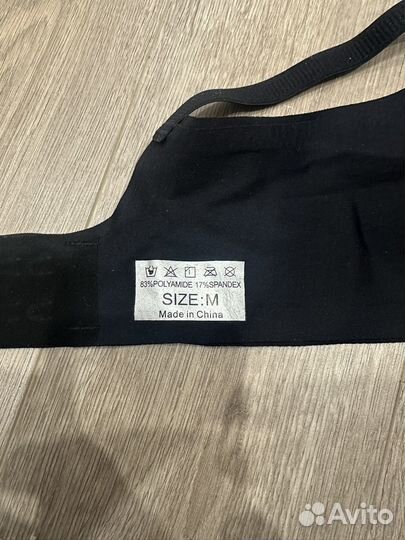 83%POLYAMIDE 17%SPANDEX
SIZE:M
Made in China
Avito